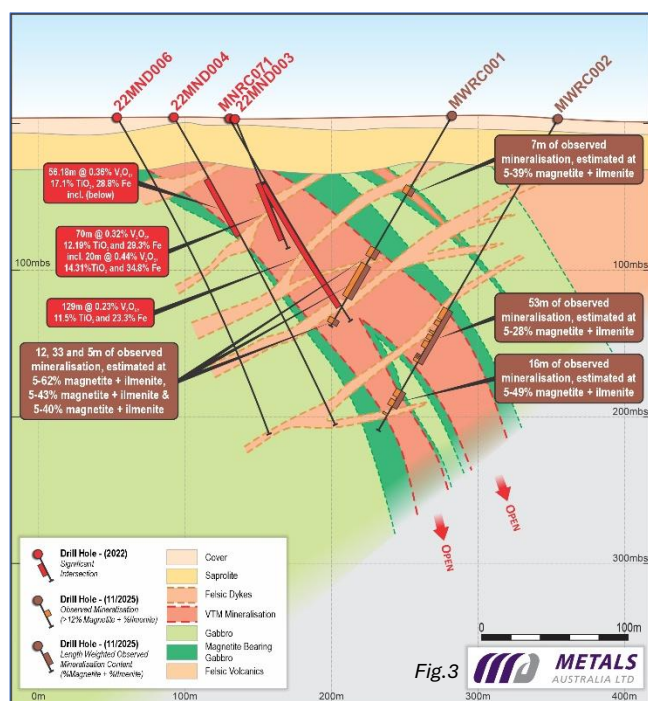 22MND006
22MND004
MNRC071
22MND003
MWRC001
MWRC002
56.18m @ 0.36% V₂O₅,
17.1% TiO₂, 28.8% Fe
incl. (below)
70m @ 0.32% V₂O₅,
12.19% TiO₂ and 29.3% Fe
incl. 20m @ 0.44% V₂O₅,
14.31%TiO₂ and 34.8% Fe
129m @ 0.23% V₂O₅,
11.5% TiO₂ and 23.3% Fe
12, 33 and 5m of observed
mineralisation, estimated at
5-62% magnetite + ilmenite,
5-43% magnetite + ilmenite &
5-40% magnetite + ilmenite
7m of observed
mineralisation, estimated at
5-39% magnetite + ilmenite
53m of observed
mineralisation, estimated at
5-28% magnetite + ilmenite
16m of observed
mineralisation, estimated at
5-49% magnetite + ilmenite
100mbs
100mbs
200mbs
200mbs
300mbs
300mbs
OPEN
OPEN
Drill Hole - (2022)
Significant
Intersection
Drill Hole - (11/2025)
Observed Mineralisation
(>12% Magnetite + %Ilmenite)
Drill Hole - (11/2025)
Length Weighted Observed
Mineralisation Content
(%Magnetite + %Ilmenite)
Cover
Saprolite
Felsic Dykes
VTM Mineralisation
Gabbro
Magnetite Bearing
Gabbro
Felsic Volcanics
0
100m
Fig.3
METALS
AUSTRALIA LTD
0m
100m
200m
300m
400m